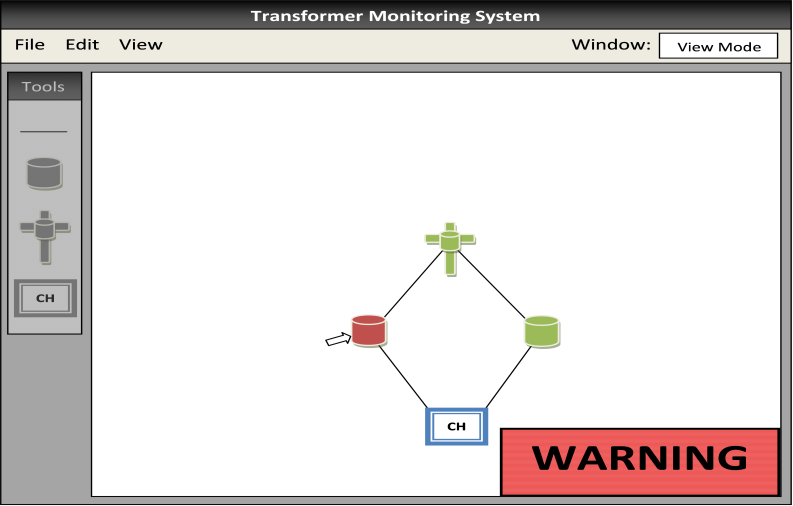 Transformer Monitoring System
File Edit View Window: View Mode
Tools
CH
CH
WARNING